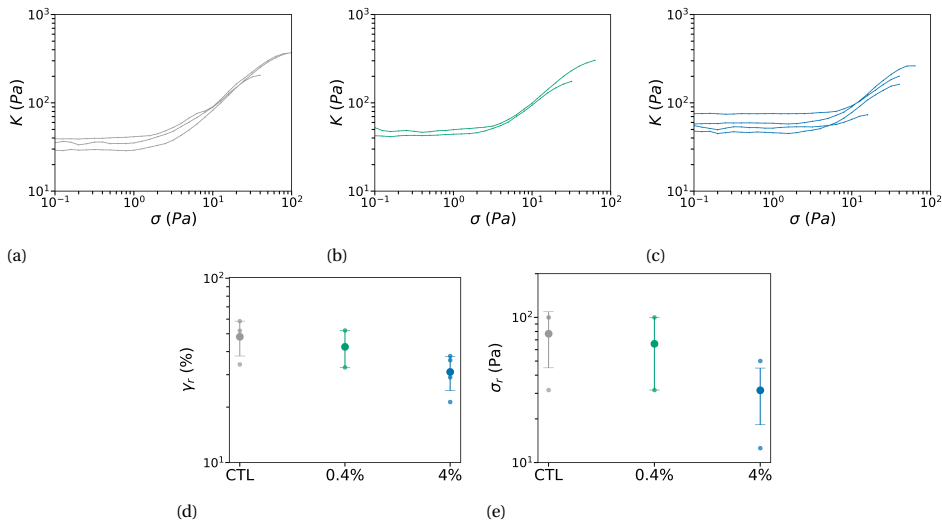 10³ 10³ 10³
K (Pa) K (Pa) K (Pa)
10² 10² 10²
10¹ 10¹ 10¹
10⁻¹ 10⁰ 10¹ 10² 10⁻¹ 10⁰ 10¹ 10² 10⁻¹ 10⁰ 10¹ 10²
σ (Pa) σ (Pa) σ (Pa)
(a) (b) (c)
10²
γᵣ (%) σᵣ (Pa)
10²
10¹ 10¹
CTL 0.4% 4% CTL 0.4% 4%
(d) (e)